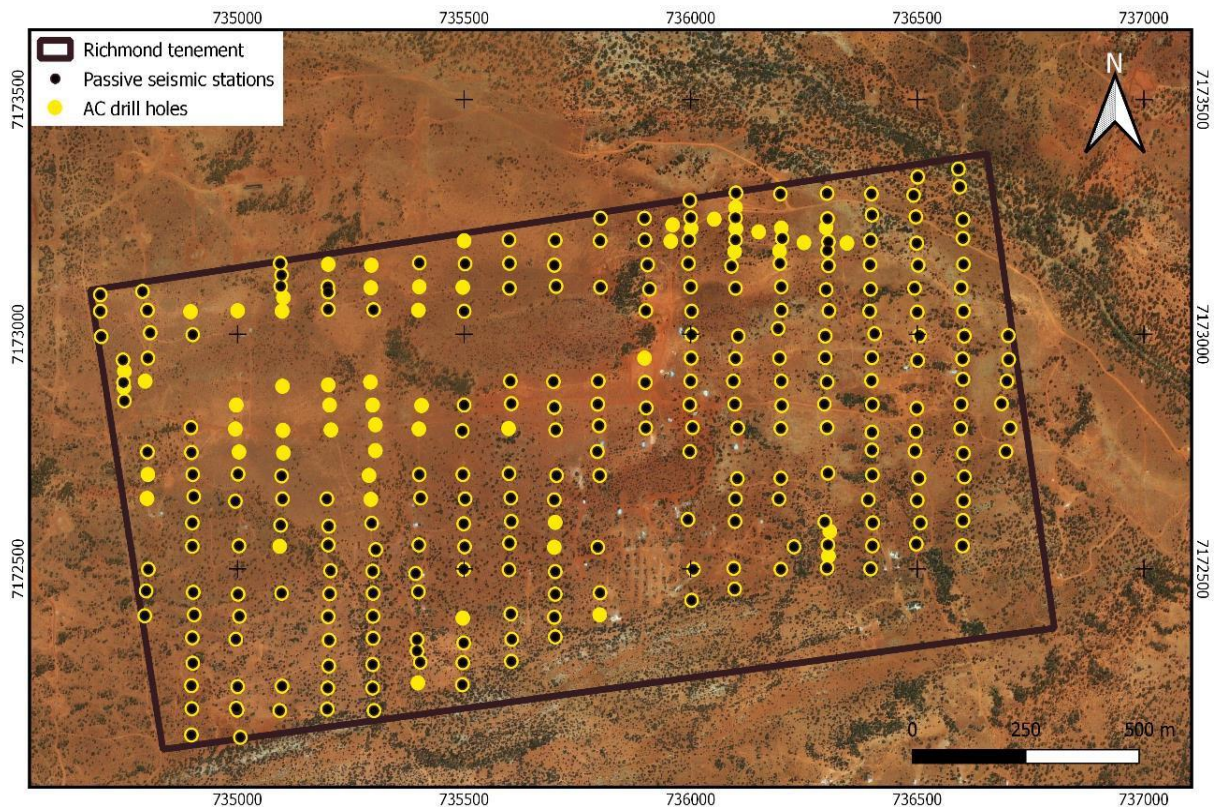 735000 735500 736000 736500 737000
Richmond tenement
Passive seismic stations
AC drill holes
N
7173500 7173500
7173000 7173000
7172500 7172500
0 250 500 m
735000 735500 736000 736500 737000